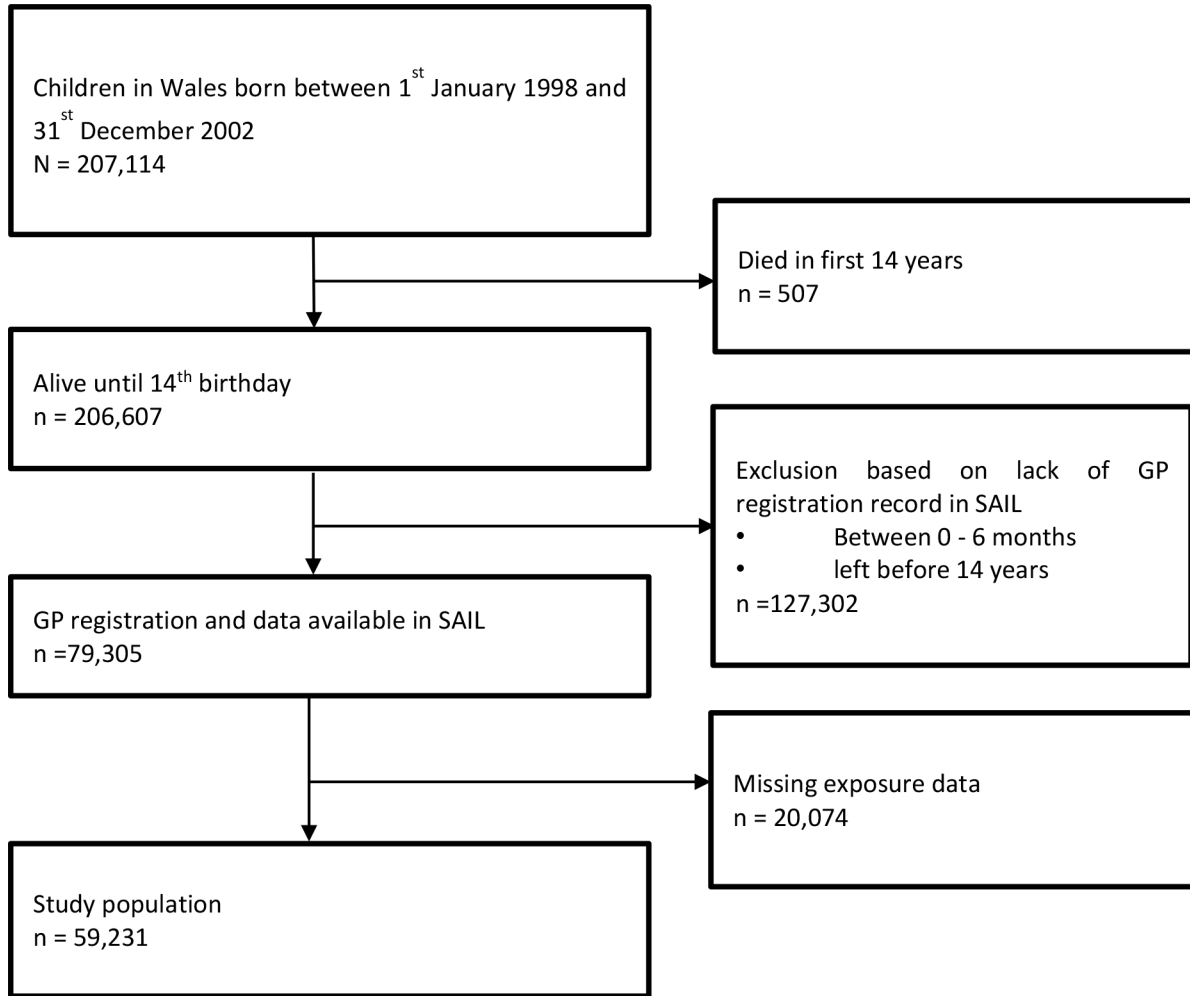 Children in Wales born between 1st January 1998 and
31st December 2002
N = 207,114
Died in first 14 years
n = 507
Alive until 14th birthday
n = 206,607
Exclusion based on lack of GP
registration record in SAIL
• Between 0 - 6 months
• left before 14 years
n =127,302
GP registration and data available in SAIL
n =79,305
Missing exposure data
n = 20,074
Study population
n = 59,231